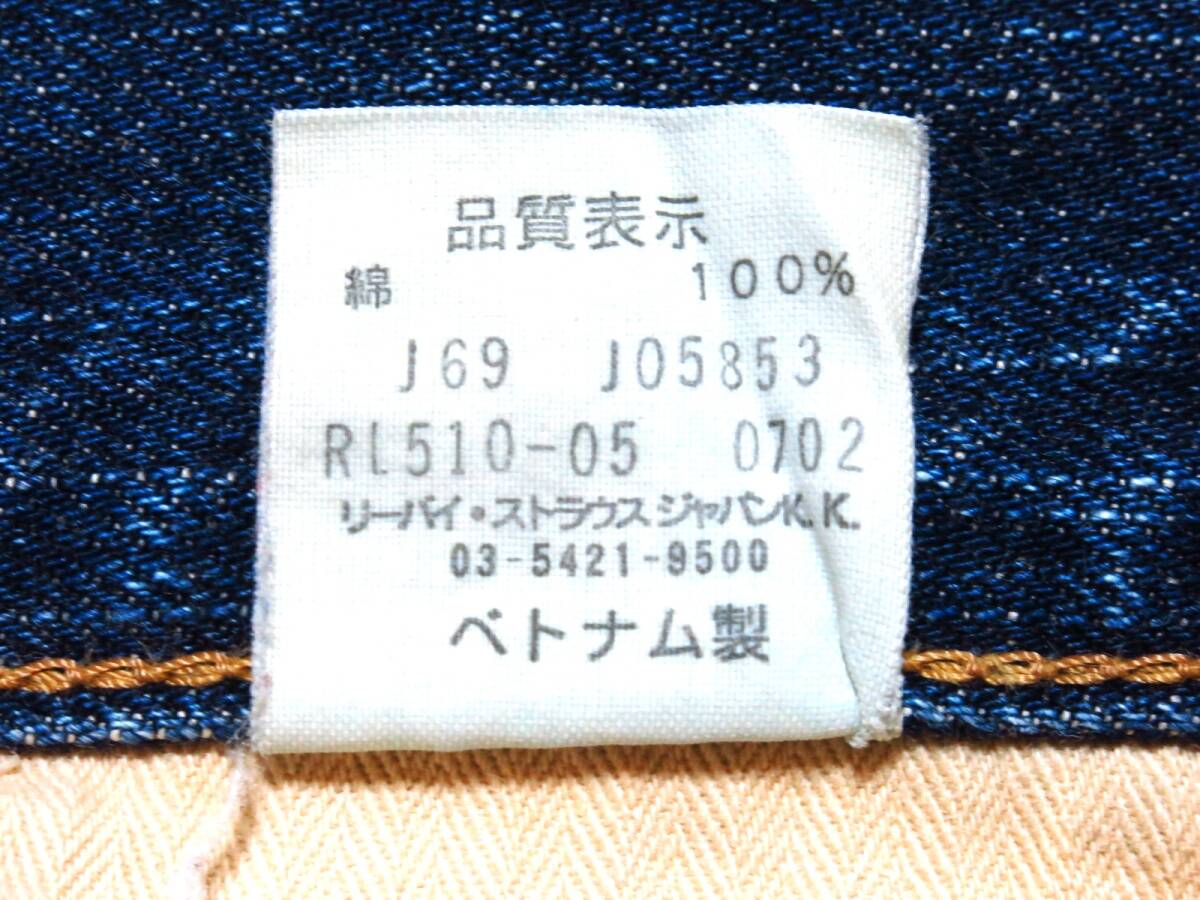 品質表示
綿 100%
J69 J05853
RL510-05 0702
リーバイ・ストラウスジャパンK.K.
03-5421-9500
ベトナム製